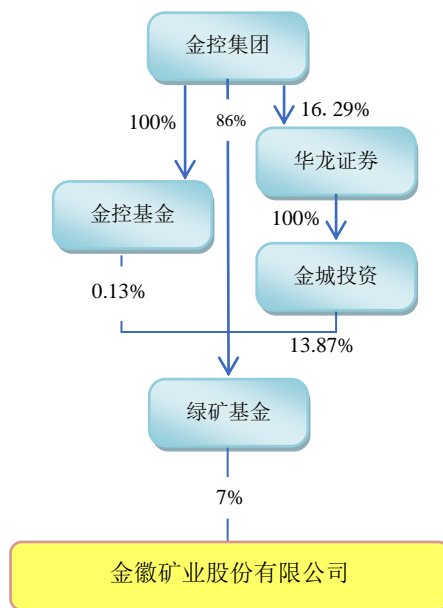 金控集团
100%
86%
16.29%
华龙证券
金控基金
100%
0.13%
金城投资
13.87%
绿矿基金
7%
金徽矿业股份有限公司